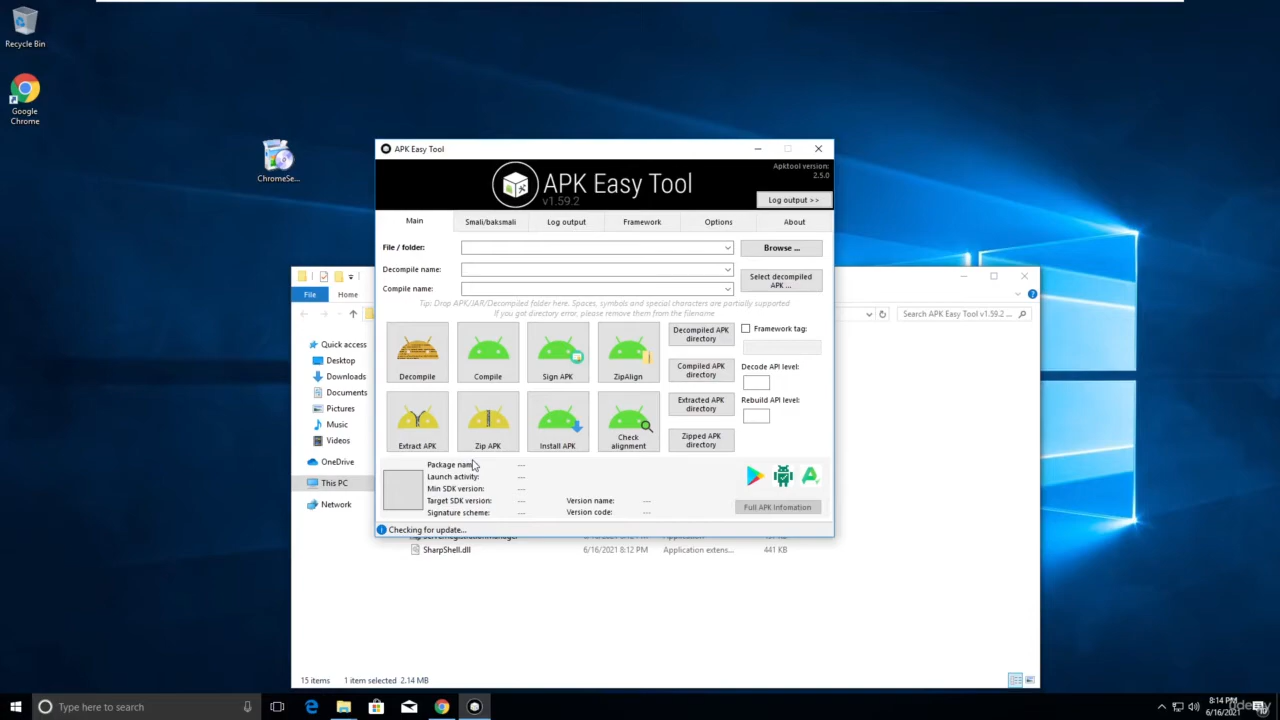 Recycle Bin
Google
Chrome
ChromeSe...
APK Easy Tool
APK Easy Tool
v1.59.2
Apktool version:
2.5.0
Log output >>
Main
Smali/baksmali
Log output
Framework
Options
About
File / folder:
Browse ...
Decompile name:
Select decompiled
APK ...
Compile name:
Tip: Drop APK/JAR/Decompiled folder here. Spaces, symbols and special characters are partially supported
If you got directory error, please remove them from the filename
Decompile
Compile
Sign APK
ZipAlign
Decompiled APK
directory
Framework tag:
Compiled APK
directory
Decode API level:
Extract APK
Zip APK
Install APK
Check
alignment
Extracted APK
directory
Rebuild API level:
Zipped APK
directory
Package name
Launch activity:
Min SDK version:
Target SDK version:
Signature scheme:
---
---
---
---
---
Version name:
---
Version code:
---
Full APK Infomation
Checking for update...
File
Home
Search APK Easy Tool v1.59.2 ...
Quick access
Desktop
Downloads
Documents
Pictures
Music
Videos
OneDrive
This PC
Network
SharpShell.dll
6/16/2021 8:12 PM
Application extens...
441 KB
15 items
1 item selected 2.14 MB
Type here to search
8:14 PM
6/16/2021
Udemy